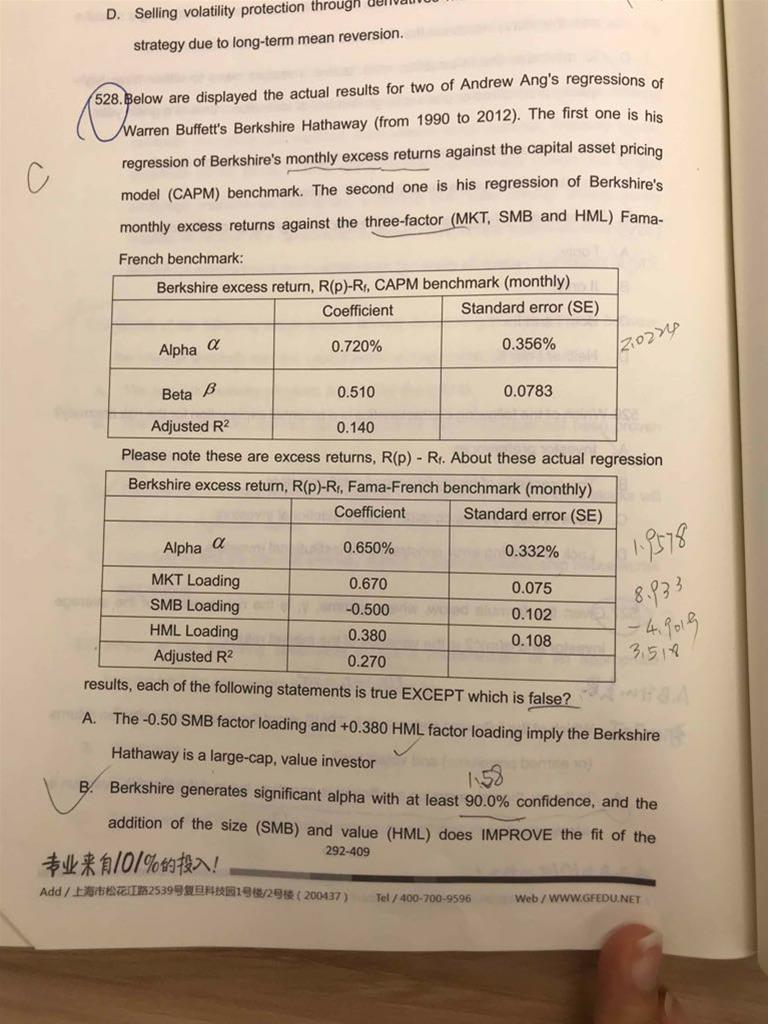 D. Selling volatility protection through
strategy due to long-term mean reversion.
528. Below are displayed the actual results for two of Andrew Ang's regressions of
Warren Buffett's Berkshire Hathaway (from 1990 to 2012). The first one is his
C
regression of Berkshire's monthly excess returns against the capital asset pricing
model (CAPM) benchmark. The second one is his regression of Berkshire's
monthly excess returns against the three-factor (MKT, SMB and HML) Fama-
French benchmark:
Berkshire excess return, R(p)-Rf, CAPM benchmark (monthly)
Coefficient Standard error (SE)
Alpha α 0.720% 0.356% 2.0224
Beta β 0.510 0.0783
Adjusted R² 0.140
Please note these are excess returns, R(p) - Rf. About these actual regression
Berkshire excess return, R(p)-Rf, Fama-French benchmark (monthly)
Coefficient Standard error (SE)
Alpha α 0.650% 0.332% 1.9578
MKT Loading 0.670 0.075 8.933
SMB Loading -0.500 0.102 -4.9019
HML Loading 0.380 0.108 3.518
Adjusted R² 0.270
results, each of the following statements is true EXCEPT which is false?
A. The -0.50 SMB factor loading and +0.380 HML factor loading imply the Berkshire
Hathaway is a large-cap, value investor
1.58
B. Berkshire generates significant alpha with at least 90.0% confidence, and the
addition of the size (SMB) and value (HML) does IMPROVE the fit of the
292-409
专业来自101%的投入!
Add / 上海市松花江路2539号复旦科技园1号楼/2号楼 ( 200437 ) Tel / 400-700-9596 Web / WWW.GFEDU.NET